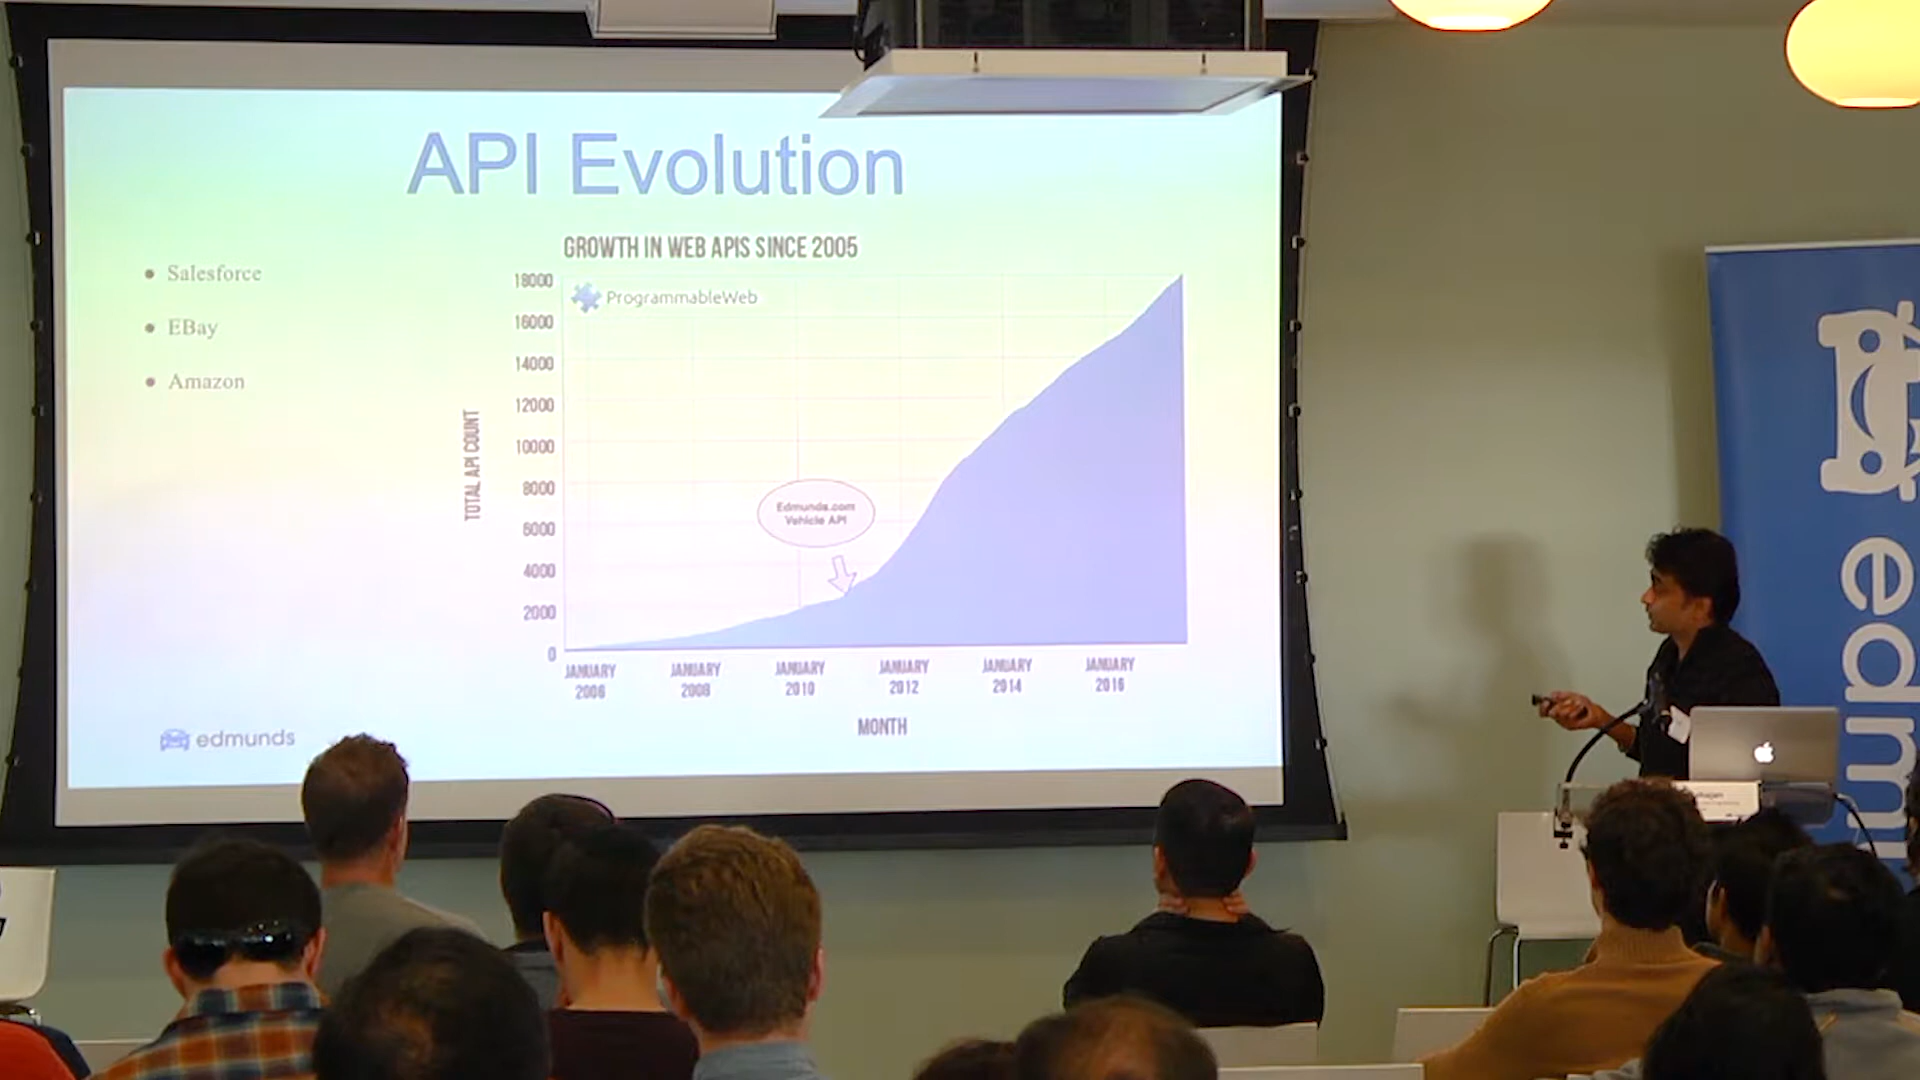 API Evolution
Salesforce
EBay
Amazon
GROWTH IN WEB APIS SINCE 2005
ProgrammableWeb
TOTAL API COUNT
18000
16000
14000
12000
10000
8000
6000
4000
2000
0
Edmunds.com
Vehicle API
JANUARY
2006
JANUARY
2008
JANUARY
2010
JANUARY
2012
JANUARY
2014
JANUARY
2016
MONTH
edmunds
edm